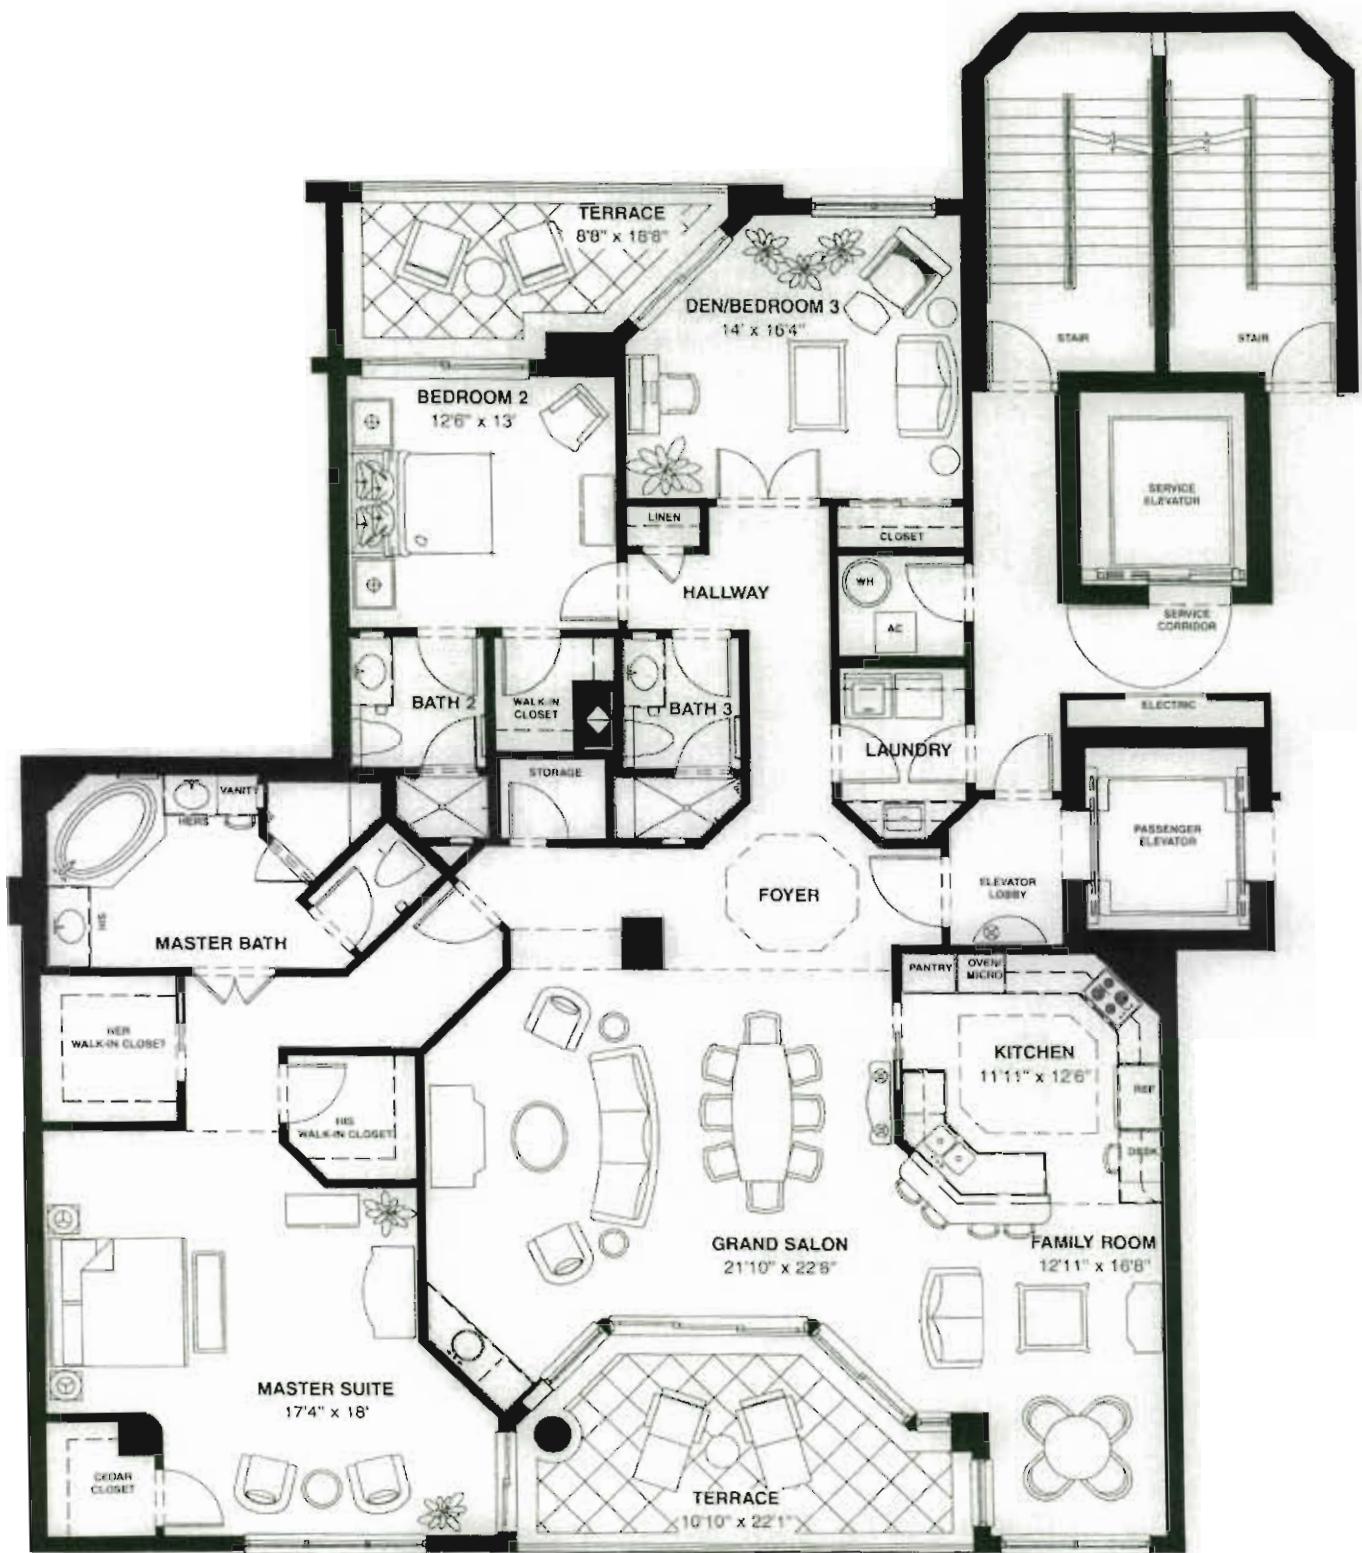 TERRACE
8'8" x 18'8"
DEN/BEDROOM 3
14' x 16'4"
STAIR
STAIR
BEDROOM 2
12'6" x 13'
SERVICE
ELEVATOR
LINEN
CLOSET
HALLWAY
WH
AC
SERVICE
CORRIDOR
BATH 2
WALK-IN
CLOSET
BATH 3
ELECTRIC
LAUNDRY
STORAGE
VANITY
HERS
PASSENGER
ELEVATOR
FOYER
ELEVATOR
LOBBY
HIS
MASTER BATH
PANTRY
OVEN/
MICRO
HER
WALK-IN CLOSET
KITCHEN
11'11" x 12'6"
REF
HIS
WALK-IN CLOSET
DESK
GRAND SALON
21'10" x 22'8"
FAMILY ROOM
12'11" x 16'8"
MASTER SUITE
17'4" x 18'
CEDAR
CLOSET
TERRACE
10'10" x 22'1"